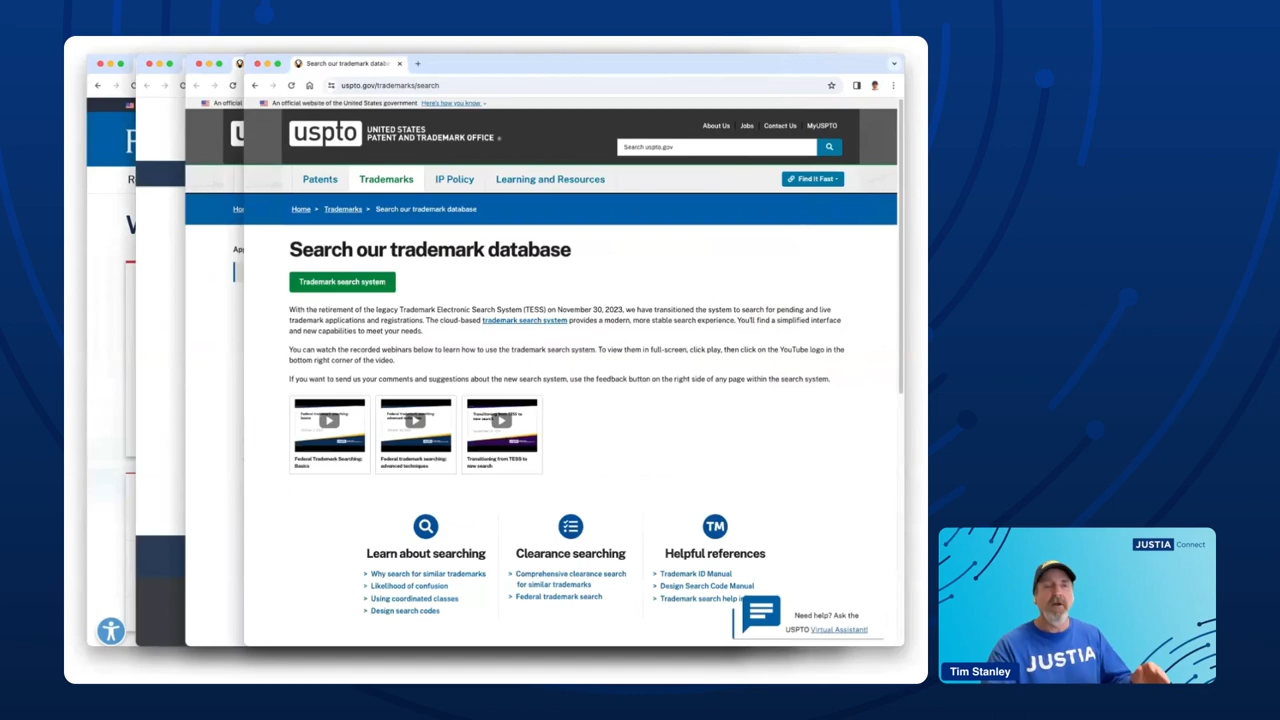 Search our trademark databa
uspto.gov/trademarks/search
An official
An official website of the United States government Here's how you know
uspto UNITED STATES
PATENT AND TRADEMARK OFFICE
About Us Jobs Contact Us MyUSPTO
Search uspto.gov
Patents Trademarks IP Policy Learning and Resources Find It Fast
Home > Trademarks > Search our trademark database
Search our trademark database
Trademark search system
With the retirement of the legacy Trademark Electronic Search System (TESS) on November 30, 2023, we have transitioned the system to search for pending and live
trademark applications and registrations. The cloud-based trademark search system provides a modern, more stable search experience. You'll find a simplified interface
and new capabilities to meet your needs.
You can watch the recorded webinars below to learn how to use the trademark search system. To view them in full-screen, click play, then click on the YouTube logo in the
bottom right corner of the video.
If you want to send us your comments and suggestions about the new search system, use the feedback button on the right side of any page within the search system.
Federal Trademark Searching:
Basics
Federal trademark searching:
advanced techniques
Transitioning from TESS to
new search
Learn about searching
> Why search for similar trademarks
> Likelihood of confusion
> Using coordinated classes
> Design search codes
Clearance searching
> Comprehensive clearance search
for similar trademarks
> Federal trademark search
TM
Helpful references
> Trademark ID Manual
> Design Search Code Manual
> Trademark search help
Need help? Ask the
USPTO Virtual Assistant!
JUSTIA Connect
JUSTIA
Tim Stanley